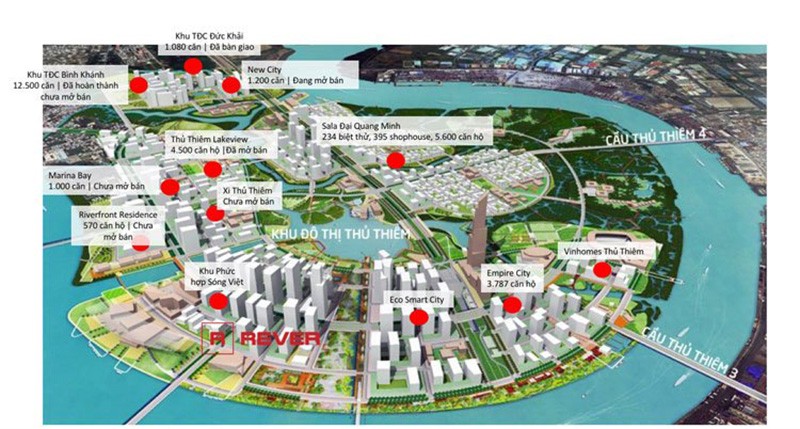 Khu TĐC Đức Khải
1.080 căn | Đã bàn giao
Khu TĐC Bình Khánh
12.500 căn | Đã hoàn thành
chưa mở bán
New City
1.200 căn | Đang mở bán
Thủ Thiêm Lakeview
4.500 căn hộ |Đã mở bán
Sala Đại Quang Minh
234 biệt thử, 395 shophouse, 5.600 căn hộ
CẦU THỦ THIÊM 4
Marina Bay
1.000 căn | Chưa mở bán
Xi Thủ Thiêm
Chưa mở bán
Riverfront Residence
570 căn hộ | Chưa
mở bán
KHU ĐÔ THỊ THỦ THIÊM
Vinhomes Thủ Thiêm
Khu Phức
hợp Sóng Việt
Empire City
3.787 căn hộ
Eco Smart City
R REVER
CẦU THỦ THIÊM 3